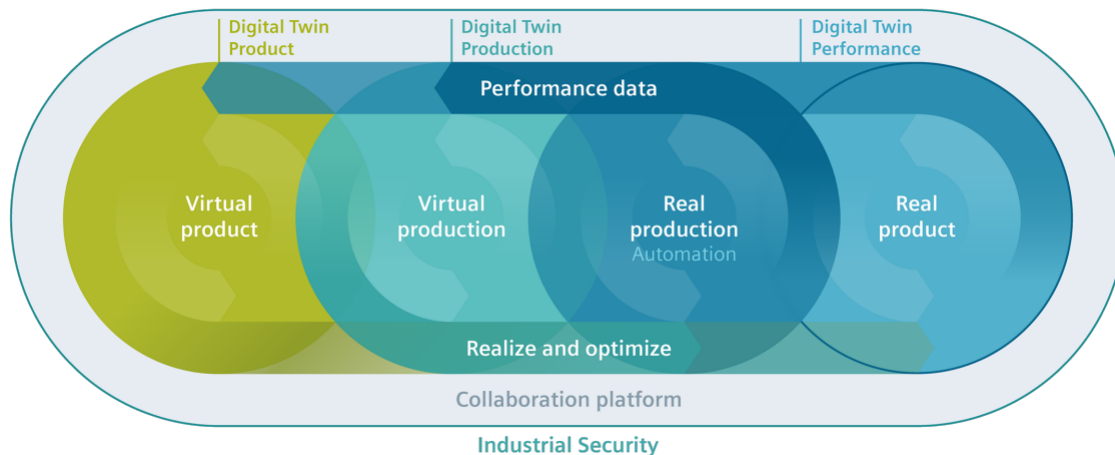 Digital Twin
Product
Digital Twin
Production
Digital Twin
Performance
Performance data
Virtual
product
Virtual
production
Real
production
Automation
Real
product
Realize and optimize
Collaboration platform
Industrial Security